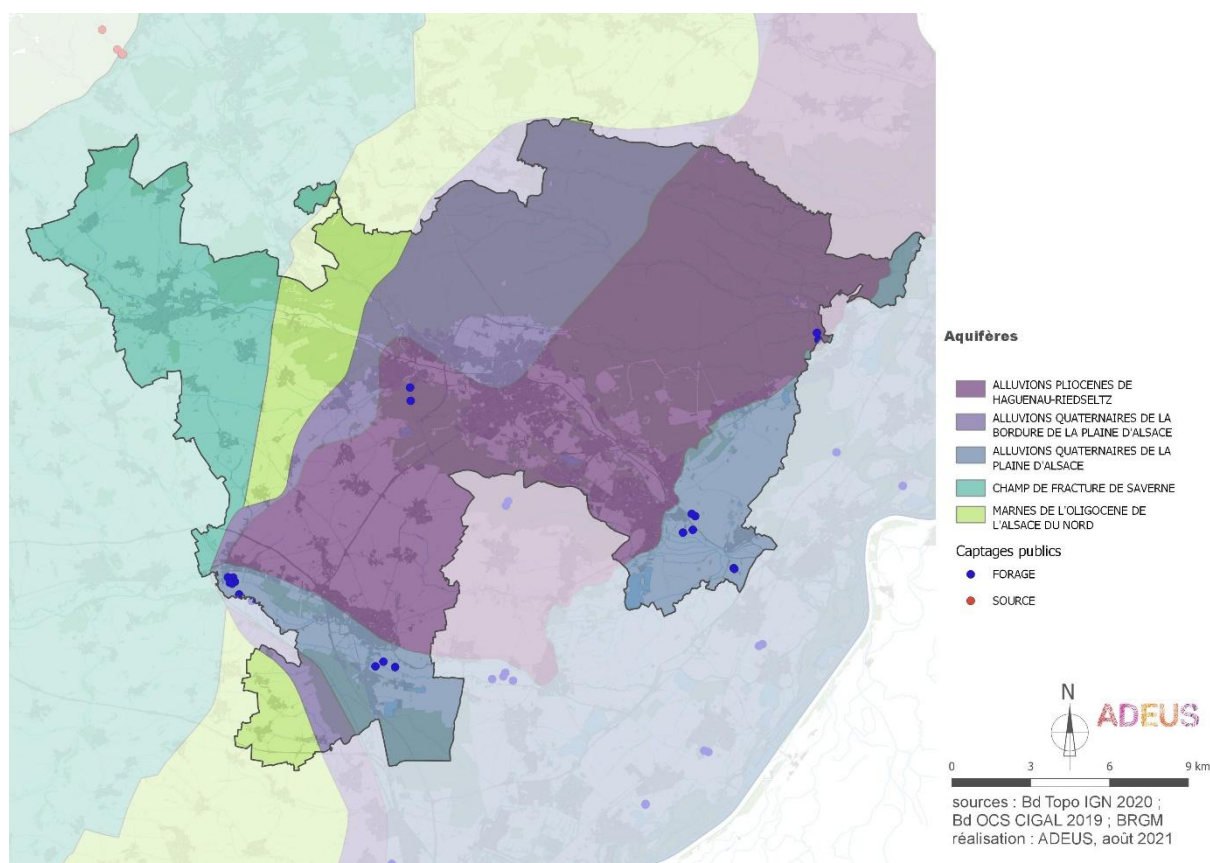 Aquifères
ALLUVIONS PLIOCENES DE
HAGUENAU-RIEDSELTZ
ALLUVIONS QUATERNAIRES DE LA
BORDURE DE LA PLAINE D'ALSACE
ALLUVIONS QUATERNAIRES DE LA
PLAINE D'ALSACE
CHAMP DE FRACTURE DE SAVERNE
MARNES DE L'OLIGOCENE DE
L'ALSACE DU NORD
Captages publics
FORAGE
SOURCE
N
ADEUS
0 3 6 9 km
sources : Bd Topo IGN 2020 ;
Bd OCS CIGAL 2019 ; BRGM
réalisation : ADEUS, août 2021